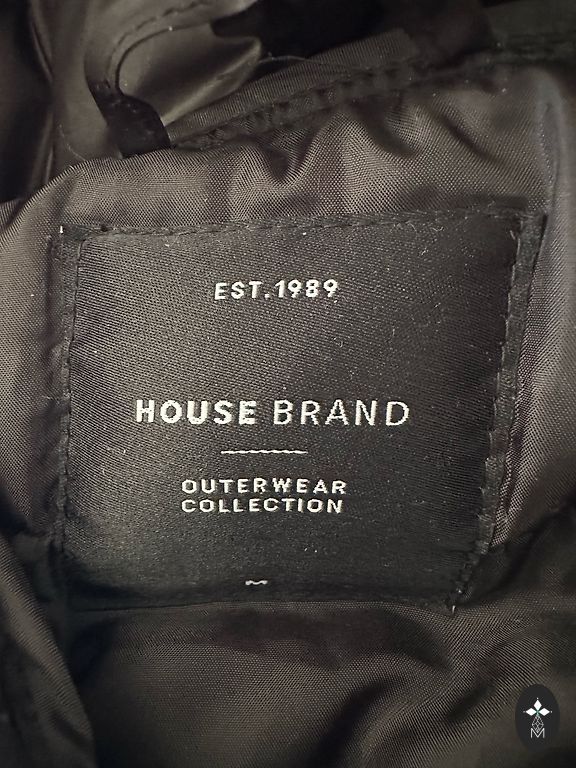 EST.1989
HOUSE BRAND
OUTERWEAR
COLLECTION
M